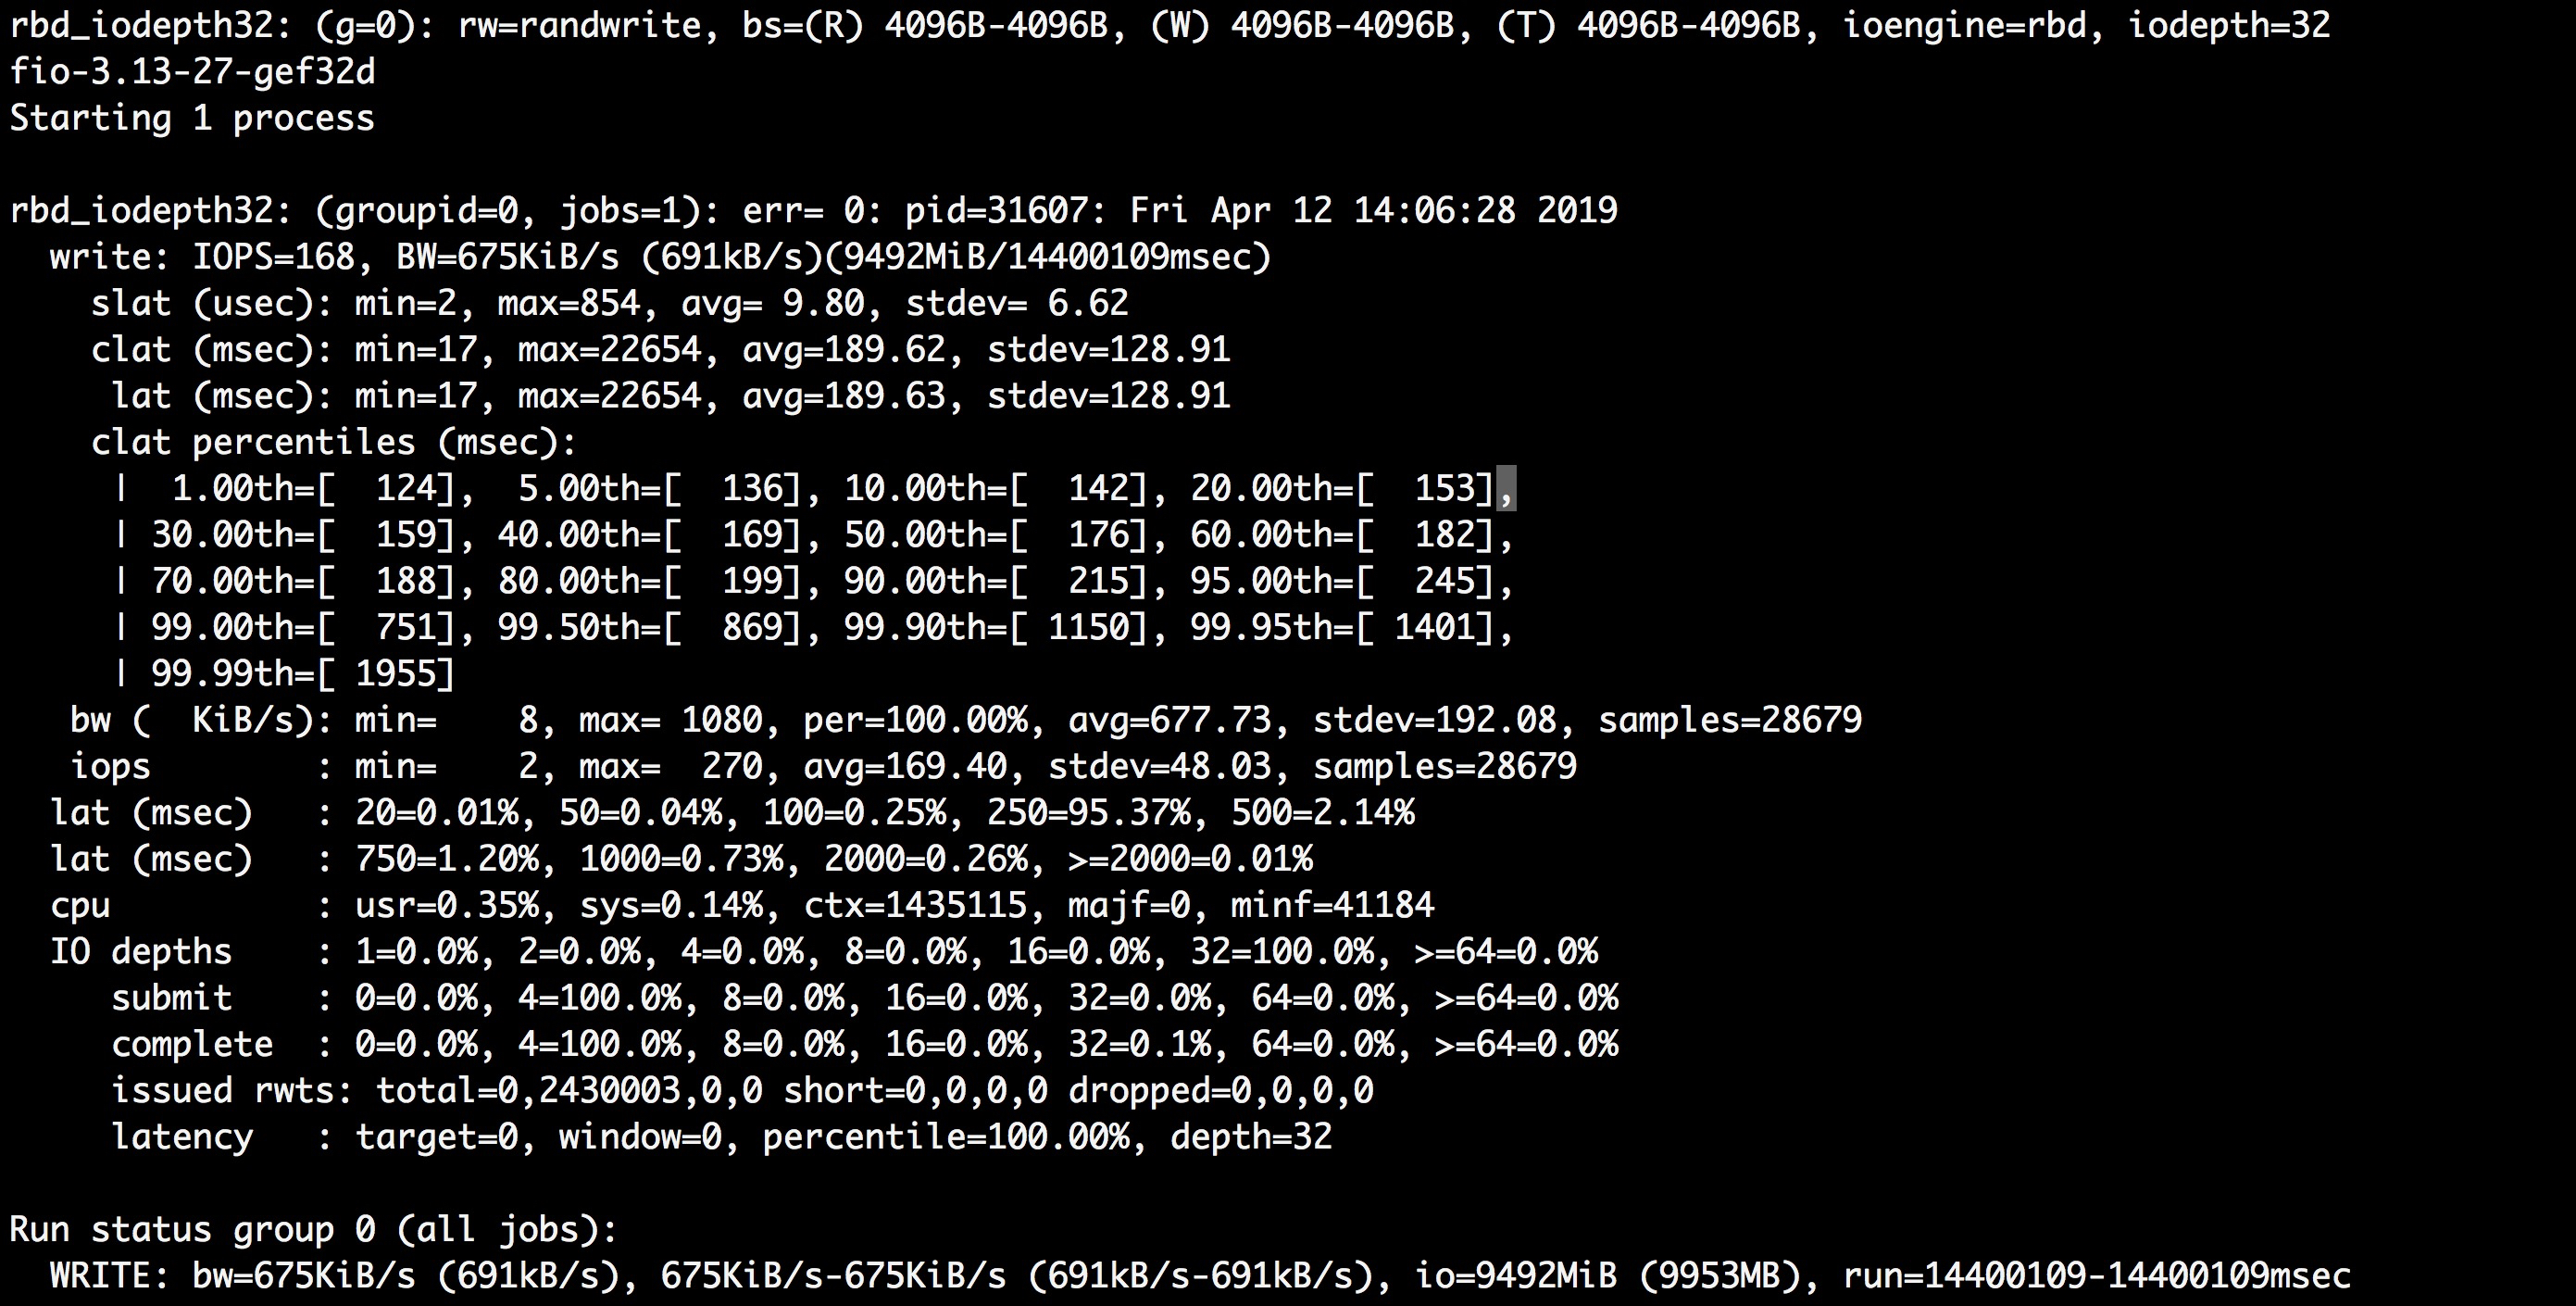 rbd_iodepth32: (g=0): rw=randwrite, bs=(R) 4096B-4096B, (W) 4096B-4096B, (T) 4096B-4096B, ioengine=rbd, iodepth=32
fio-3.13-27-gef32d
Starting 1 process

rbd_iodepth32: (groupid=0, jobs=1): err= 0: pid=31607: Fri Apr 12 14:06:28 2019
  write: IOPS=168, BW=675KiB/s (691kB/s)(9492MiB/14400109msec)
    slat (usec): min=2, max=854, avg= 9.80, stdev= 6.62
    clat (msec): min=17, max=22654, avg=189.62, stdev=128.91
     lat (msec): min=17, max=22654, avg=189.63, stdev=128.91
    clat percentiles (msec):
     |  1.00th=[  124],  5.00th=[  136], 10.00th=[  142], 20.00th=[  153],
     | 30.00th=[  159], 40.00th=[  169], 50.00th=[  176], 60.00th=[  182],
     | 70.00th=[  188], 80.00th=[  199], 90.00th=[  215], 95.00th=[  245],
     | 99.00th=[  751], 99.50th=[  869], 99.90th=[ 1150], 99.95th=[ 1401],
     | 99.99th=[ 1955]
   bw (  KiB/s): min=    8, max= 1080, per=100.00%, avg=677.73, stdev=192.08, samples=28679
   iops        : min=    2, max=  270, avg=169.40, stdev=48.03, samples=28679
  lat (msec)   : 20=0.01%, 50=0.04%, 100=0.25%, 250=95.37%, 500=2.14%
  lat (msec)   : 750=1.20%, 1000=0.73%, 2000=0.26%, >=2000=0.01%
  cpu          : usr=0.35%, sys=0.14%, ctx=1435115, majf=0, minf=41184
  IO depths    : 1=0.0%, 2=0.0%, 4=0.0%, 8=0.0%, 16=0.0%, 32=100.0%, >=64=0.0%
     submit    : 0=0.0%, 4=100.0%, 8=0.0%, 16=0.0%, 32=0.0%, 64=0.0%, >=64=0.0%
     complete  : 0=0.0%, 4=100.0%, 8=0.0%, 16=0.0%, 32=0.1%, 64=0.0%, >=64=0.0%
     issued rwts: total=0,2430003,0,0 short=0,0,0,0 dropped=0,0,0,0
     latency   : target=0, window=0, percentile=100.00%, depth=32

Run status group 0 (all jobs):
  WRITE: bw=675KiB/s (691kB/s), 675KiB/s-675KiB/s (691kB/s-691kB/s), io=9492MiB (9953MB), run=14400109-14400109msec